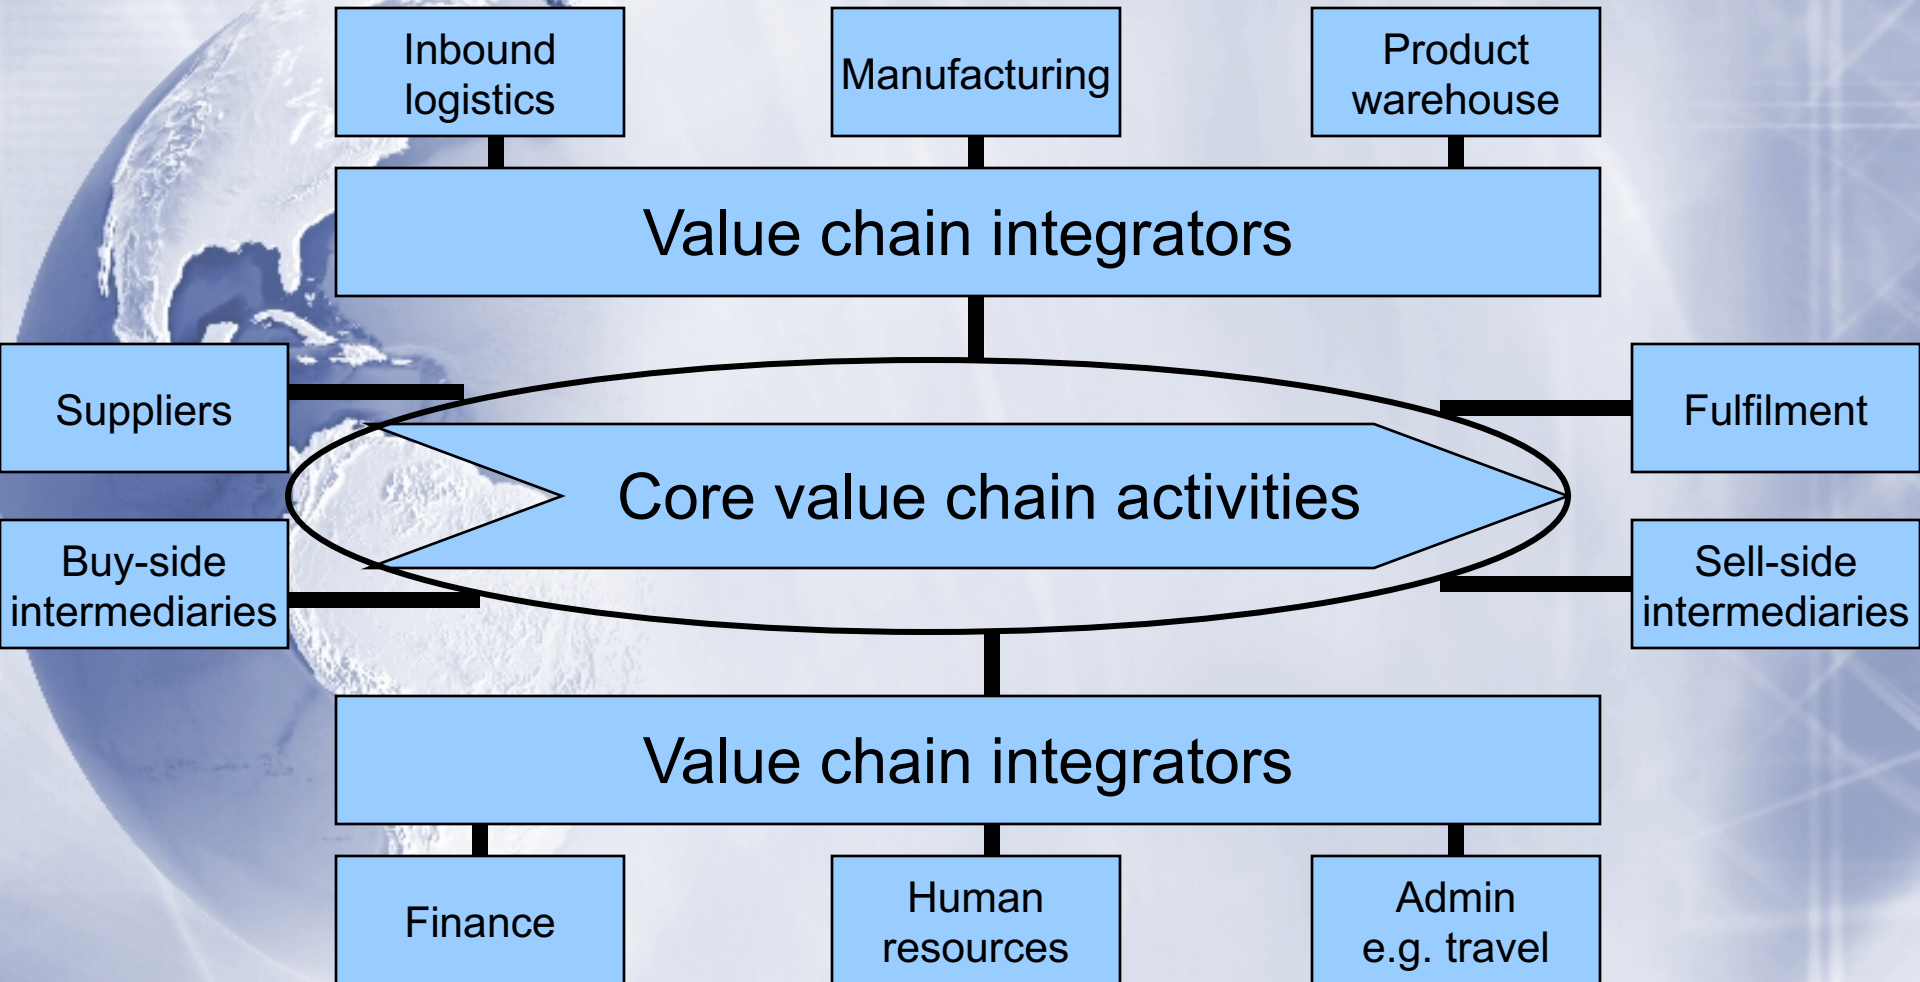 Inbound
logistics
Manufacturing
Product
warehouse
Value chain integrators
Suppliers
Fulfilment
Core value chain activities
Buy-side
intermediaries
Sell-side
intermediaries
Value chain integrators
Finance
Human
resources
Admin
e.g. travel